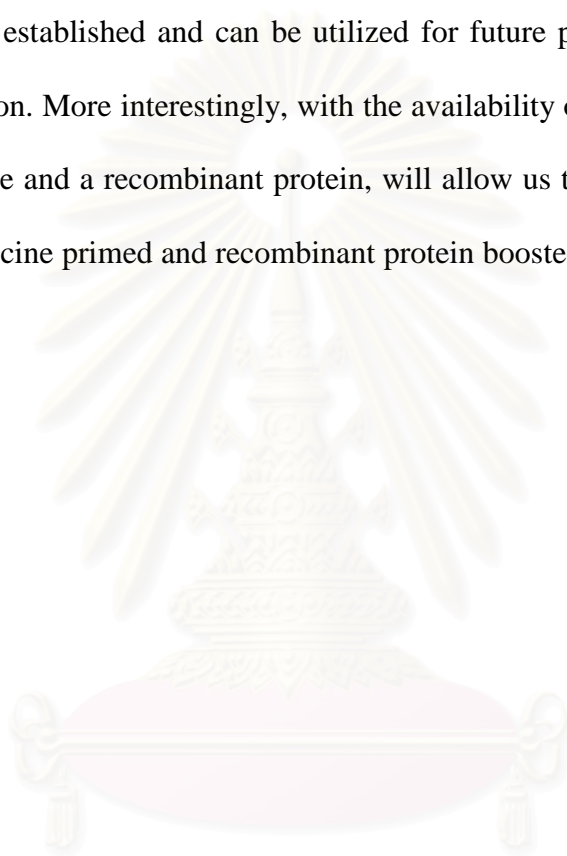 established and can be utilized for future p
on. More interestingly, with the availability
e and a recombinant protein, will allow us t
cine primed and recombinant protein booste